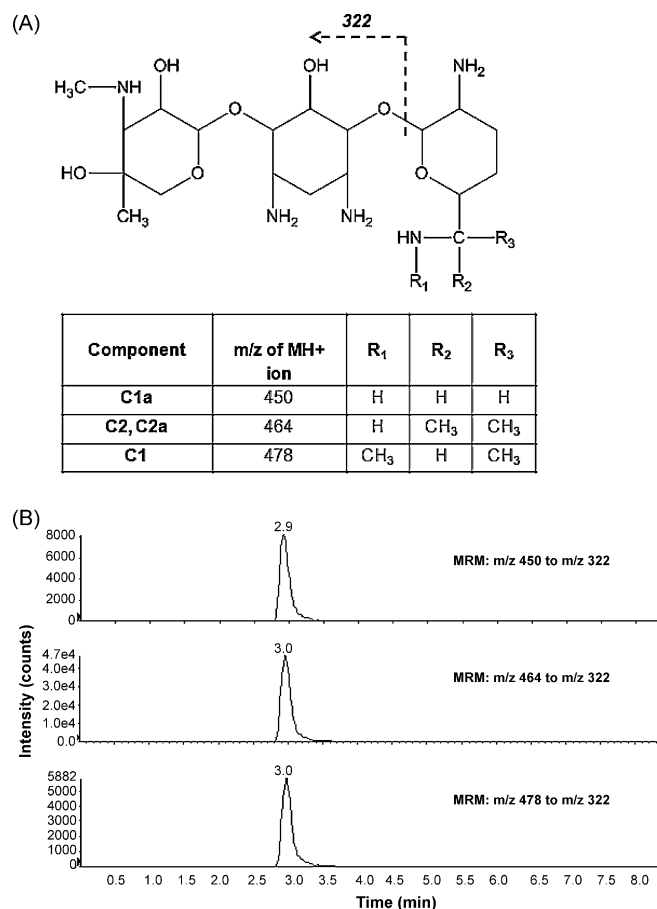 (A)
322
OH
OH
NH₂
H₃C
NH
O
O
HO
O
O
CH₃
NH₂
NH₂
HN
C
R₃
R₁
R₂
Component
m/z of MH+ ion
R₁
R₂
R₃
C1a
450
H
H
H
C2, C2a
464
H
CH₃
CH₃
C1
478
CH₃
H
CH₃
(B)
Intensity (counts)
8000
6000
4000
2000
0
2.9
MRM: m/z 450 to m/z 322
4.7e4
4.0e4
3.0e4
2.0e4
1.0e4
0.0
3.0
MRM: m/z 464 to m/z 322
5882
5000
4000
3000
2000
1000
0
3.0
MRM: m/z 478 to m/z 322
0.5 1.0 1.5 2.0 2.5 3.0 3.5 4.0 4.5 5.0 5.5 6.0 6.5 7.0 7.5 8.0
Time (min)